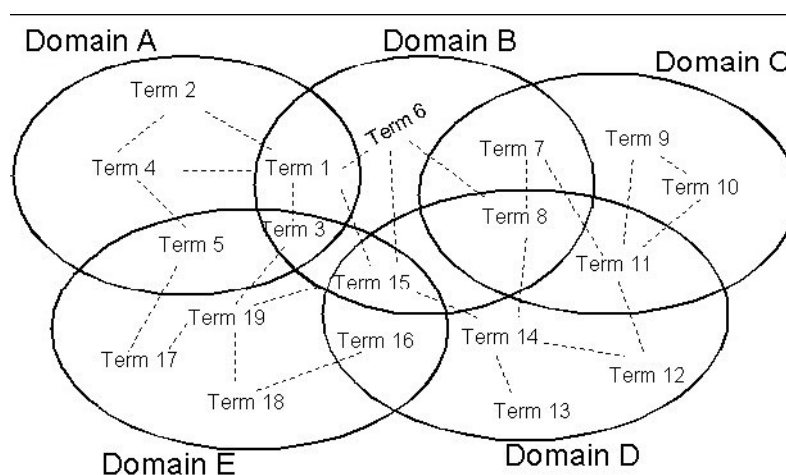 Domain A
Domain B
Domain C
Term 2
Term 6
Term 7
Term 9
Term 4
Term 1
Term 10
Term 8
Term 5
Term 3
Term 11
Term 15
Term 19
Term 16
Term 14
Term 17
Term 12
Term 18
Term 13
Domain E
Domain D